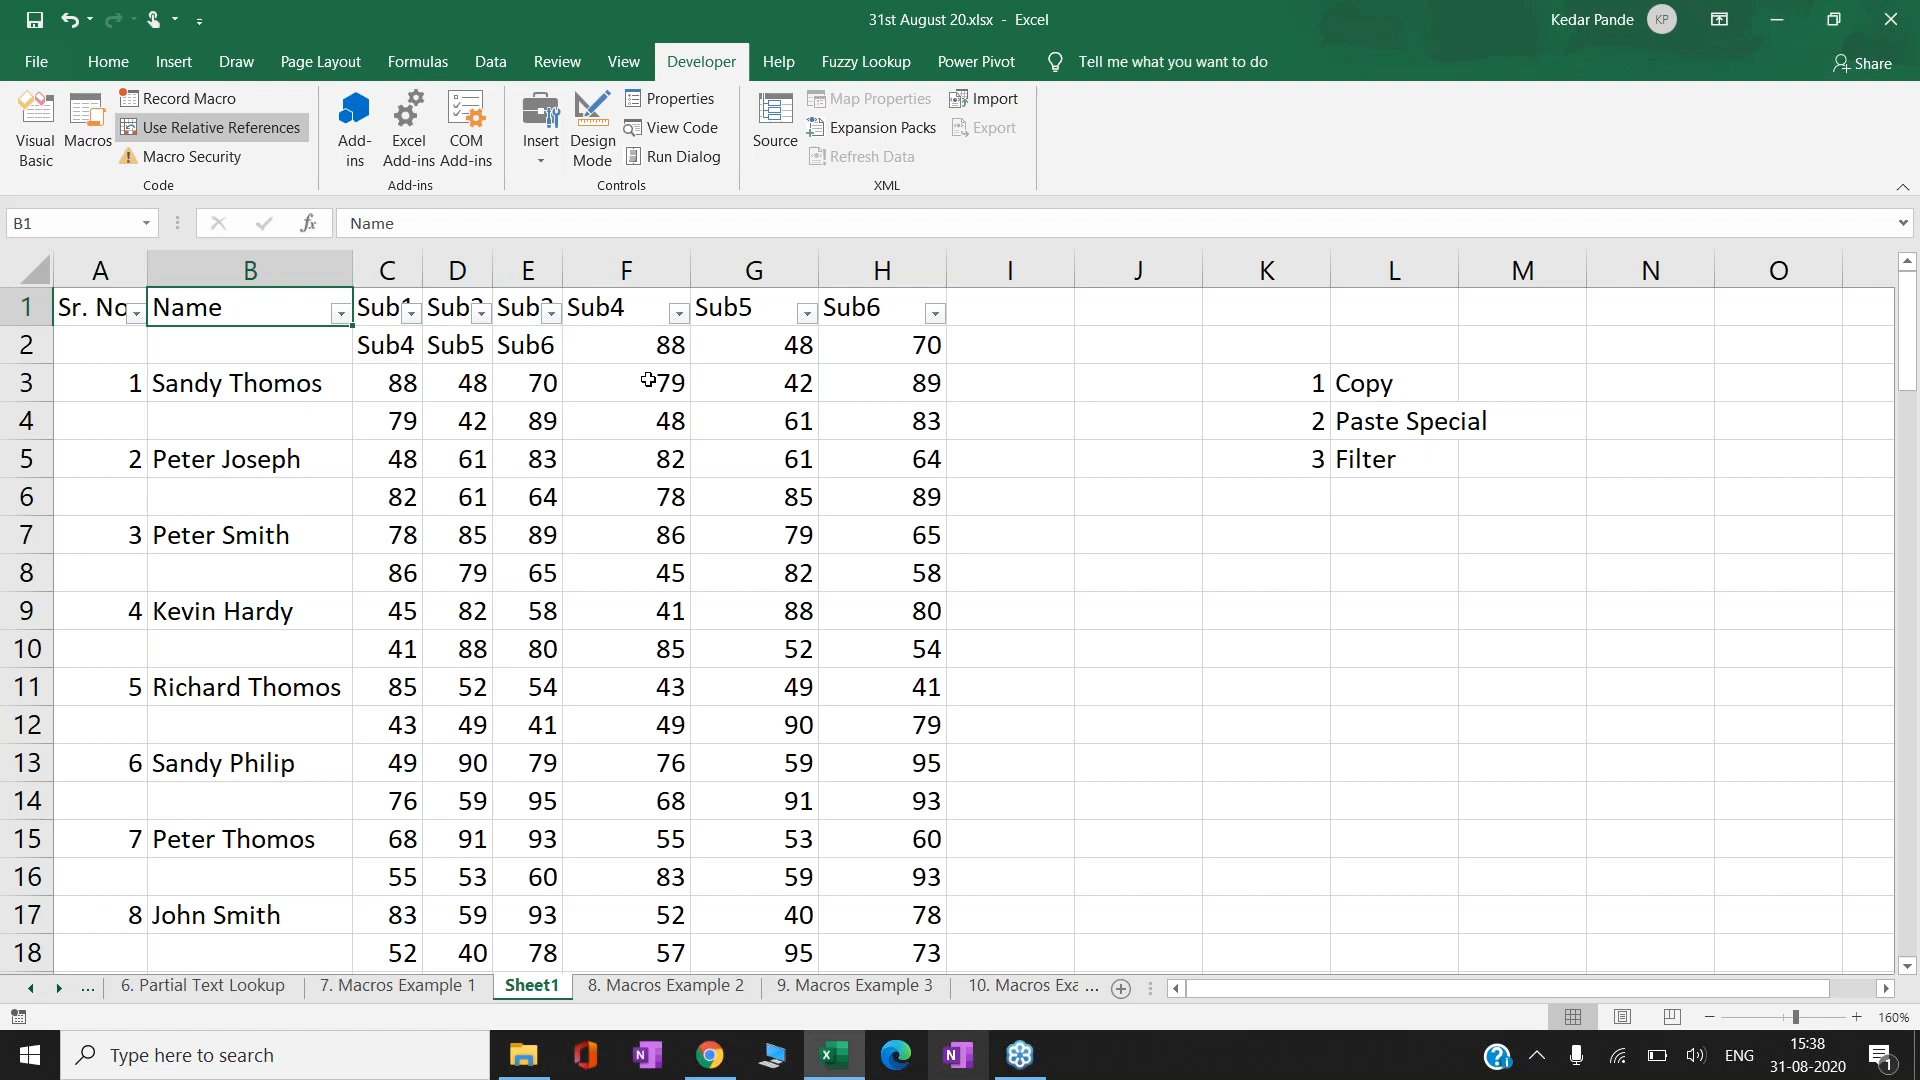 31st August 20.xlsx - Excel
Kedar Pande KP
File Home Insert Draw Page Layout Formulas Data Review View Developer Help Fuzzy Lookup Power Pivot Tell me what you want to do Share
Visual Basic
Macros
Record Macro
Use Relative References
Macro Security
Code
Add-ins
Excel Add-ins
COM Add-ins
Add-ins
Insert
Design Mode
Properties
View Code
Run Dialog
Controls
Source
Map Properties
Expansion Packs
Refresh Data
Import
Export
XML
B1 fx Name
A B C D E F G H I J K L M N O
1 Sr. No Name Sub1 Sub2 Sub3 Sub4 Sub5 Sub6
2 Sub4 Sub5 Sub6 88 48 70
3 1 Sandy Thomos 88 48 70 79 42 89 1 Copy
4 79 42 89 48 61 83 2 Paste Special
5 2 Peter Joseph 48 61 83 82 61 64 3 Filter
6 82 61 64 78 85 89
7 3 Peter Smith 78 85 89 86 79 65
8 86 79 65 45 82 58
9 4 Kevin Hardy 45 82 58 41 88 80
10 41 88 80 85 52 54
11 5 Richard Thomos 85 52 54 43 49 41
12 43 49 41 49 90 79
13 6 Sandy Philip 49 90 79 76 59 95
14 76 59 95 68 91 93
15 7 Peter Thomos 68 91 93 55 53 60
16 55 53 60 83 59 93
17 8 John Smith 83 59 93 52 40 78
18 52 40 78 57 95 73
... 6. Partial Text Lookup 7. Macros Example 1 Sheet1 8. Macros Example 2 9. Macros Example 3 10. Macros Exa ...
160%
Type here to search
ENG
15:38
31-08-2020
1